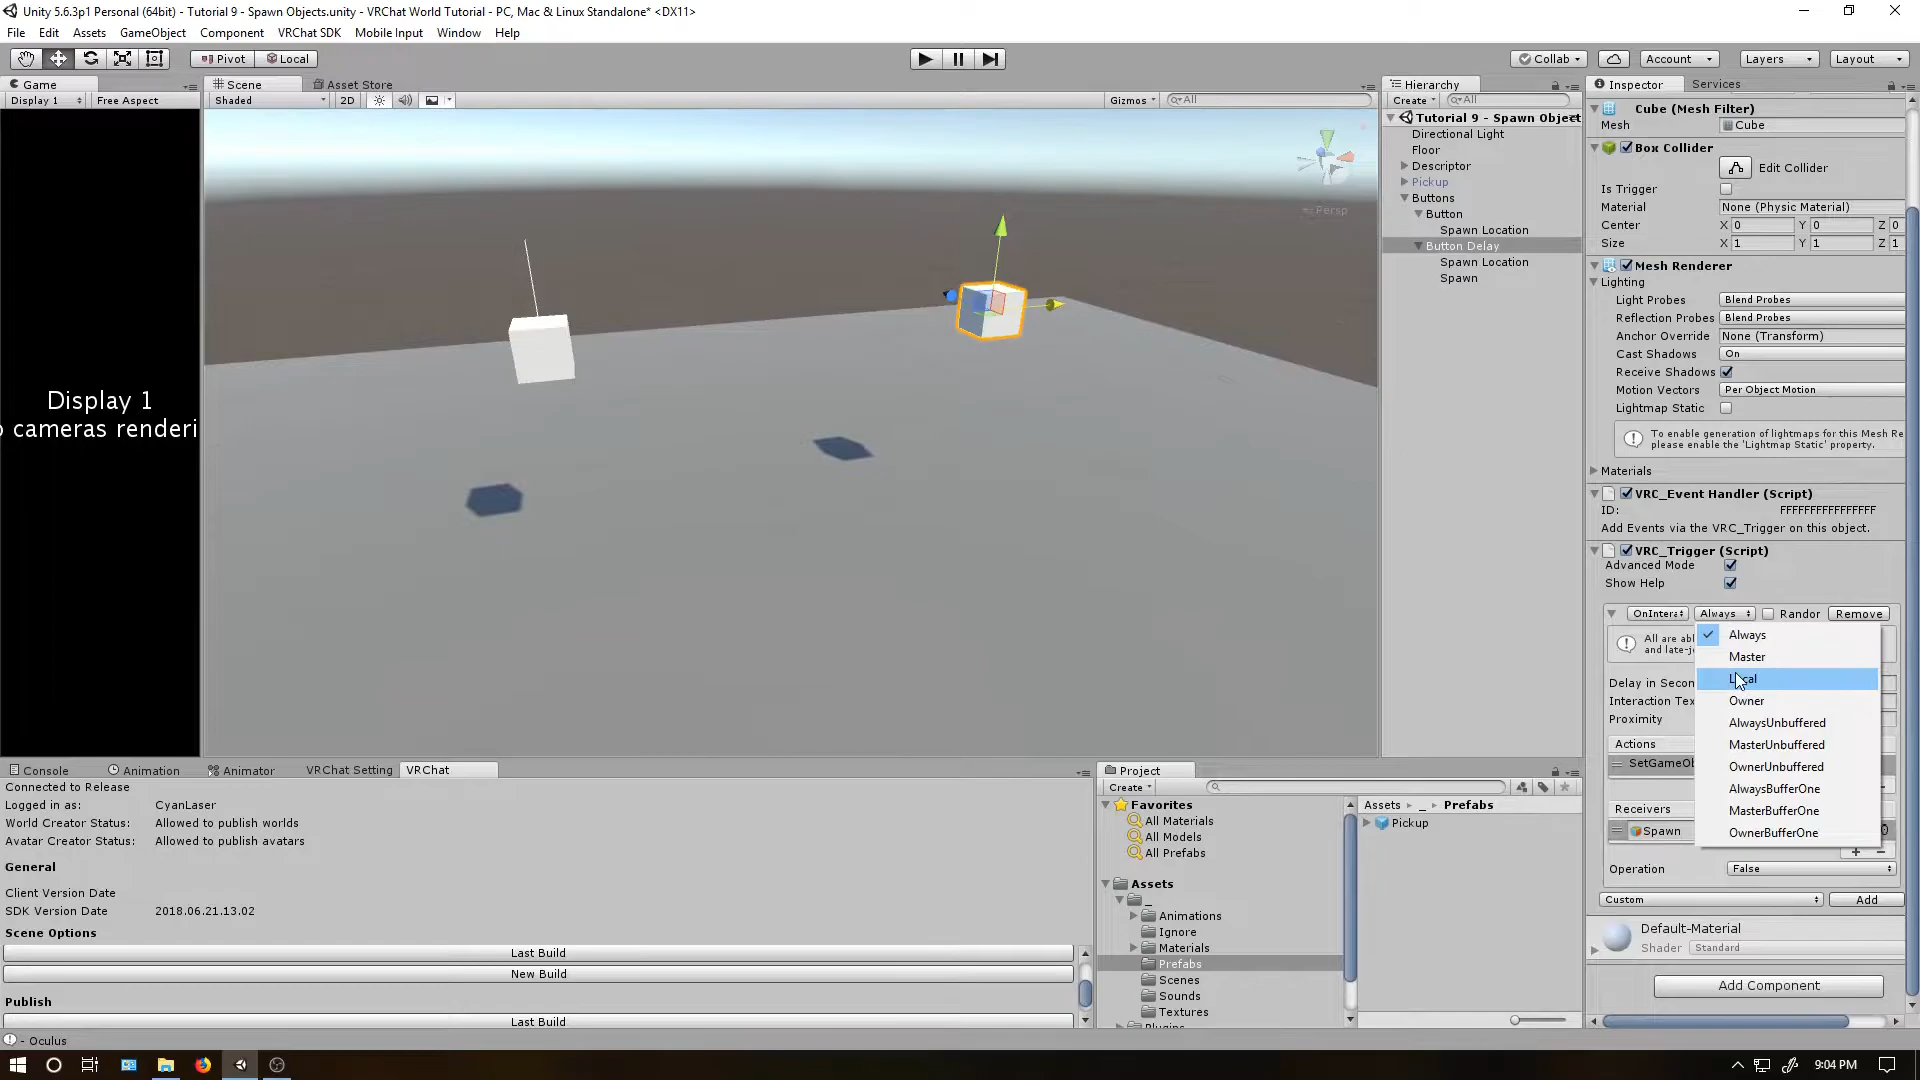 Unity 5.6.3p1 Personal (64bit) - Tutorial 9 - Spawn Objects.unity - VRChat World Tutorial - PC, Mac & Linux Standalone* <DX11>
File Edit Assets GameObject Component VRChat SDK Mobile Input Window Help
Pivot Local Collab Account Layers Layout
Game
Display 1 Free Aspect
Display 1
cameras renderi
Scene Asset Store
Shaded 2D Gizmos All
Persp
Hierarchy
Create All
Tutorial 9 - Spawn Object
Directional Light
Floor
Descriptor
Pickup
Buttons
Button
Spawn Location
Button Delay
Spawn Location
Spawn
Inspector Services
Cube (Mesh Filter)
Mesh Cube
Box Collider
Edit Collider
Is Trigger
Material None (Physic Material)
Center X 0 Y 0 Z 0
Size X 1 Y 1 Z 1
Mesh Renderer
Lighting
Light Probes Blend Probes
Reflection Probes Blend Probes
Anchor Override None (Transform)
Cast Shadows On
Receive Shadows
Motion Vectors Per Object Motion
Lightmap Static
To enable generation of lightmaps for this Mesh Re
please enable the 'Lightmap Static' property.
Materials
VRC_Event Handler (Script)
ID: FFFFFFFFFFFFFFFF
Add Events via the VRC_Trigger on this object.
VRC_Trigger (Script)
Advanced Mode
Show Help
OnIntera Always Randor Remove
All are abl
and late-j
Delay in Secon
Interaction Tex
Proximity
Actions
SetGameOb
Receivers
Spawn
Always
Master
Local
Owner
AlwaysUnbuffered
MasterUnbuffered
OwnerUnbuffered
AlwaysBufferOne
MasterBufferOne
OwnerBufferOne
Operation False
Custom Add
Default-Material
Shader Standard
Add Component
Console Animation Animator VRChat Setting VRChat
Connected to Release
Logged in as: CyanLaser
World Creator Status: Allowed to publish worlds
Avatar Creator Status: Allowed to publish avatars
General
Client Version Date
SDK Version Date 2018.06.21.13.02
Scene Options
Last Build
New Build
Publish
Last Build
Project
Create
Favorites
All Materials
All Models
All Prefabs
Assets
_
Animations
Ignore
Materials
Prefabs
Scenes
Sounds
Textures
Assets _ Prefabs
Pickup
- Oculus
9:04 PM